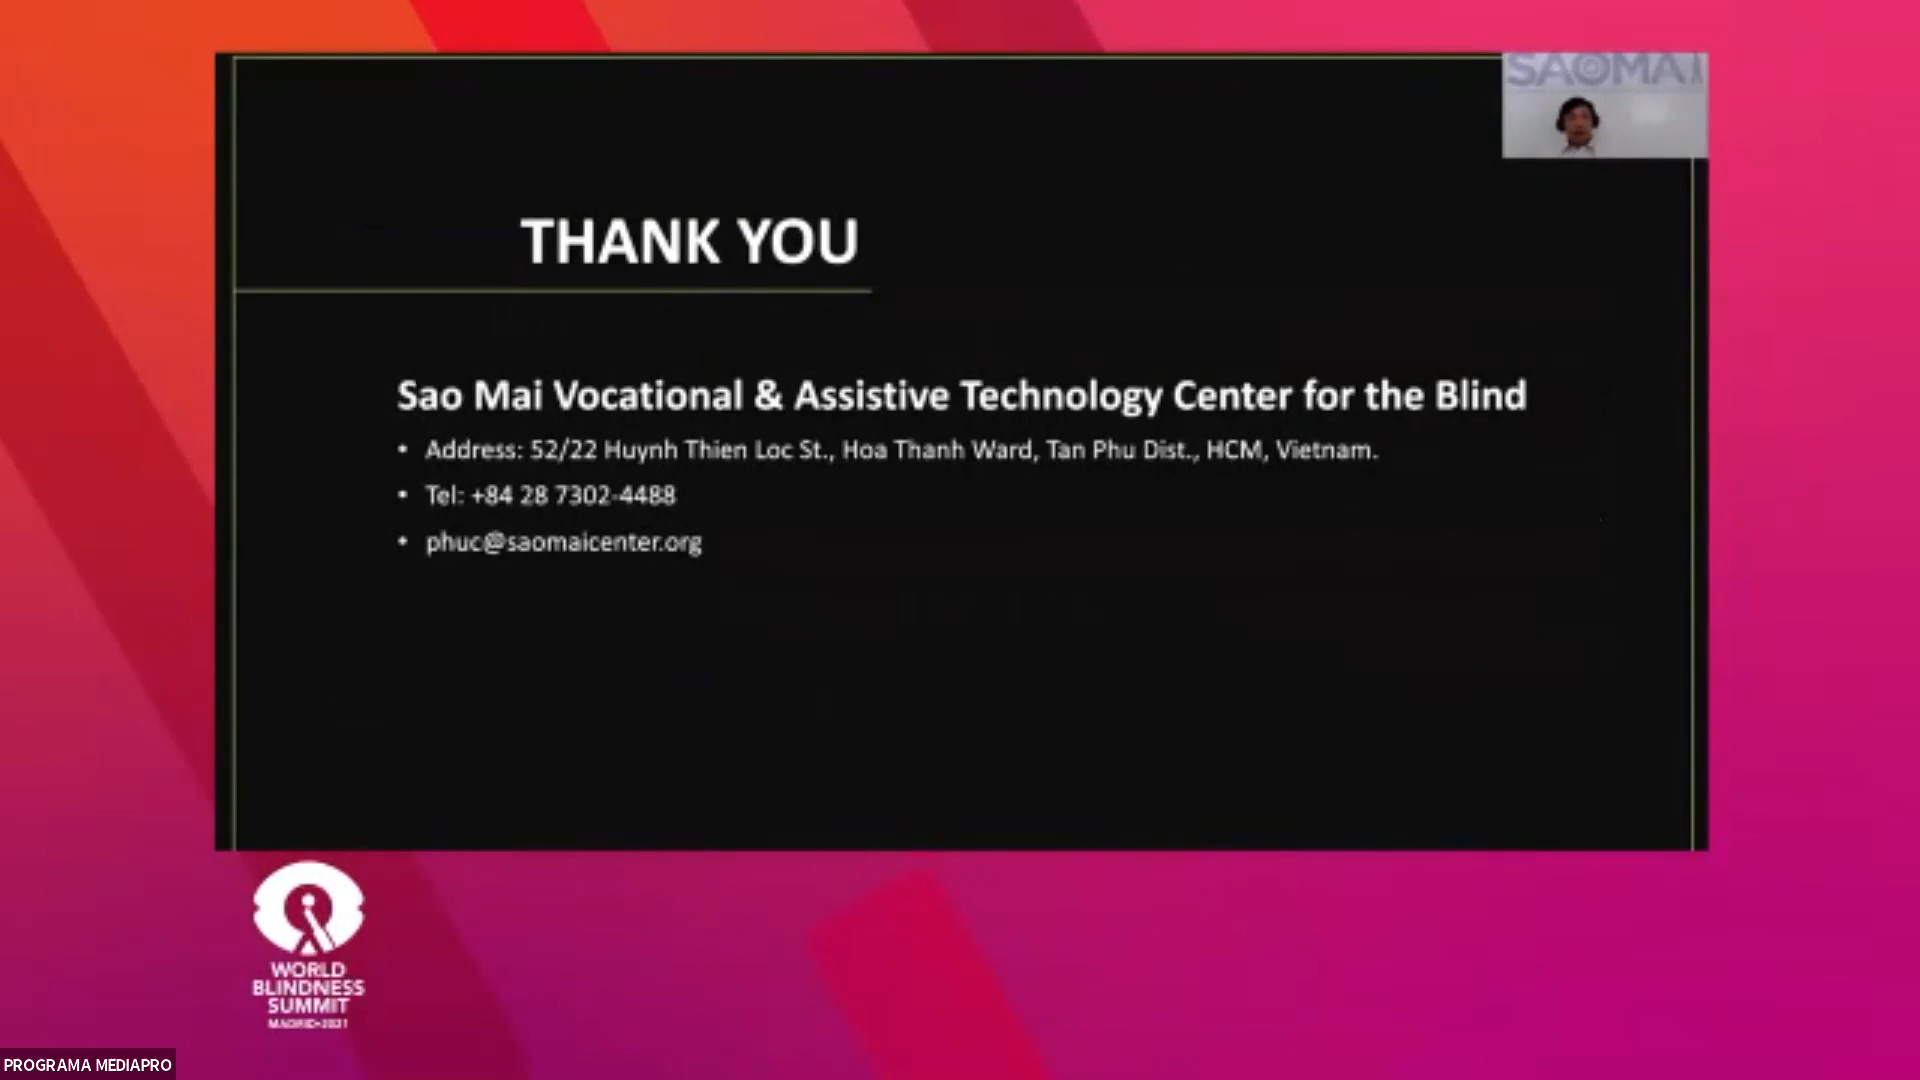 SAOMAI
THANK YOU
Sao Mai Vocational & Assistive Technology Center for the Blind
• Address: 52/22 Huynh Thien Loc St., Hoa Thanh Ward, Tan Phu Dist., HCM, Vietnam.
• Tel: +84 28 7302-4488
• phuc@saomaicenter.org
WORLD
BLINDNESS
SUMMIT
MADRID•2021
PROGRAMA MEDIAPRO